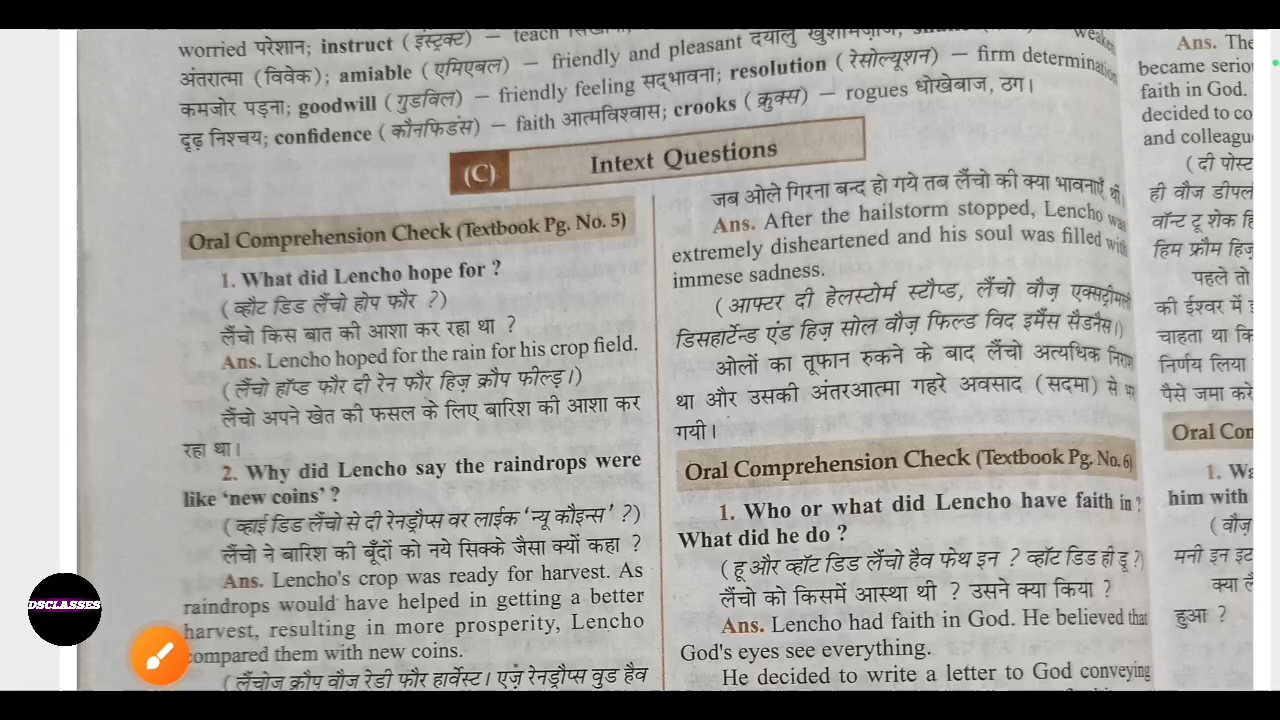 worried परेशान; instruct (इंस्ट्रक्ट) – teach
अंतरात्मा (विवेक); amiable (एमिएबल) – friendly and pleasant दयालु खुशमिजाज,
कमजोर पड़ना; goodwill (गुडविल) – friendly feeling सद्भावना; resolution (रेसोल्यूशन) – firm determination
दृढ़ निश्चय; confidence (कौनफिडंस) – faith आत्मविश्वास; crooks (क्रुक्स) – rogues धोखेबाज, ठग।
(C) Intext Questions
Oral Comprehension Check (Textbook Pg. No. 5)
1. What did Lencho hope for ?
(व्हौट डिड लैंचो होप फौर ?)
लैंचो किस बात की आशा कर रहा था ?
Ans. Lencho hoped for the rain for his crop field.
(लैंचो हॉप्ड फौर दी रेन फौर हिज़ क्रौप फील्ड़।)
लैंचो अपने खेत की फसल के लिए बारिश की आशा कर
रहा था।
2. Why did Lencho say the raindrops were
like ‘new coins’ ?
(व्हाई डिड लैंचो से दी रेनड्रौप्स वर लाईक ‘न्यू कौइन्स’ ?)
लैंचो ने बारिश की बूँदों को नये सिक्के जैसा क्यों कहा ?
Ans. Lencho's crop was ready for harvest. As
raindrops would have helped in getting a better
harvest, resulting in more prosperity, Lencho
compared them with new coins.
(लैंचोज क्रौप वौज रेडी फौर हार्वेस्ट। एज़ं रेनड्रौप्स वुड हैव
जब ओले गिरना बन्द हो गये तब लैंचो की क्या भावनाएँ थी
Ans. After the hailstorm stopped, Lencho was
extremely disheartened and his soul was filled with
immese sadness.
(आफ्टर दी हेलस्टोर्म स्टौप्ड, लैंचो वौज़ एक्सट्रीमली
डिसहार्टेन्ड एंड हिज़ सोल वौज़ फिल्ड विद इमैंस सैडनैस।)
ओलों का तूफान रुकने के बाद लैंचो अत्यधिक निराश
था और उसकी अंतरआत्मा गहरे अवसाद (सदमा) से भर
गयी।
Oral Comprehension Check (Textbook Pg. No. 6)
1. Who or what did Lencho have faith in?
What did he do ?
(हू और व्हॉट डिड लैंचो हैव फेथ इन ? व्हॉट डिड ही डू ?)
लैंचो को किसमें आस्था थी ? उसने क्या किया ?
Ans. Lencho had faith in God. He believed that
God's eyes see everything.
He decided to write a letter to God conveying
Ans. The
became serio
faith in God.
decided to co
and colleagu
(दी पोस्ट
ही वौज डीपल
वॉन्ट टू शेक हि
हिम फ्रौम हिज़
पहले तो
की ईश्वर में
चाहता था कि
निर्णय लिया
पैसे जमा करे
Oral Con
1. Wa
him with
(वौज़
मनी इन इट
क्या लैं
हुआ ?
DSCLASSES